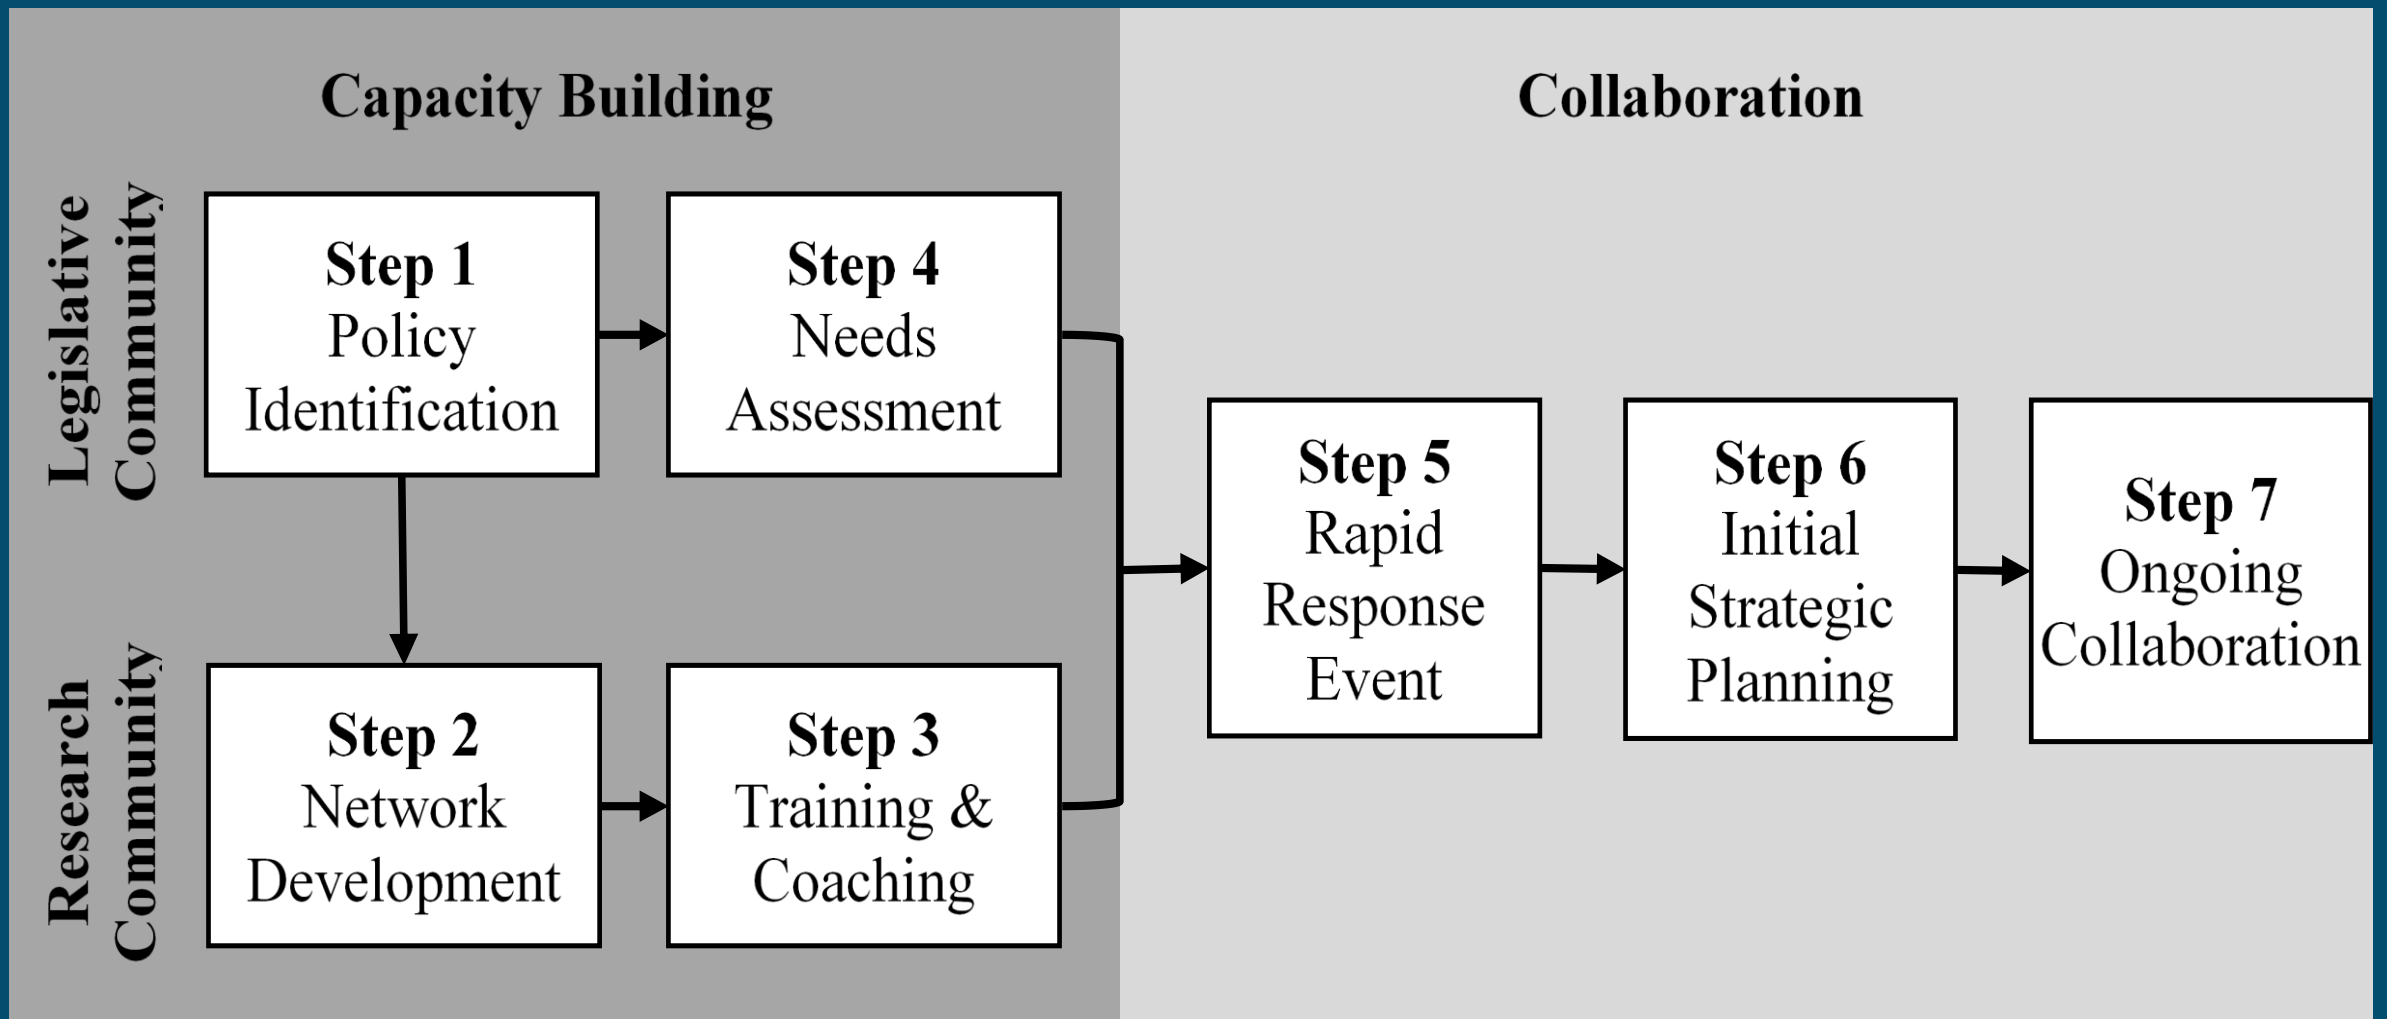 Capacity Building
Collaboration
Legislative
Community
Step 1
Policy
Identification
Step 4
Needs
Assessment
Research
Community
Step 2
Network
Development
Step 3
Training &
Coaching
Step 5
Rapid
Response
Event
Step 6
Initial
Strategic
Planning
Step 7
Ongoing
Collaboration